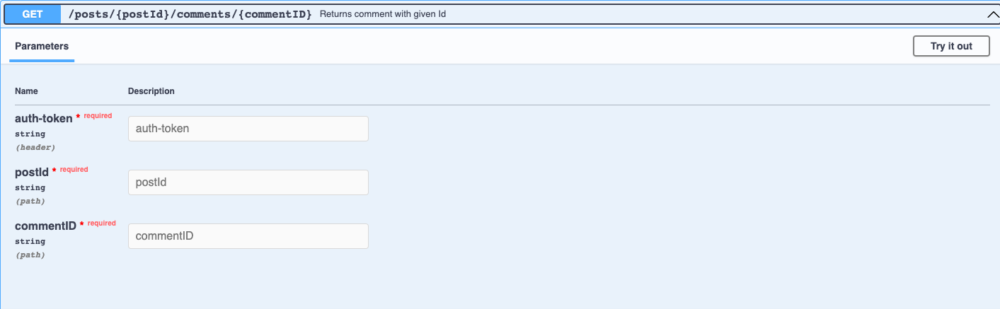 GET /posts/{postId}/comments/{commentID} Returns comment with given Id
Parameters
Try it out
Name Description
auth-token * required
string
(header)
auth-token
postId * required
string
(path)
postId
commentID * required
string
(path)
commentID